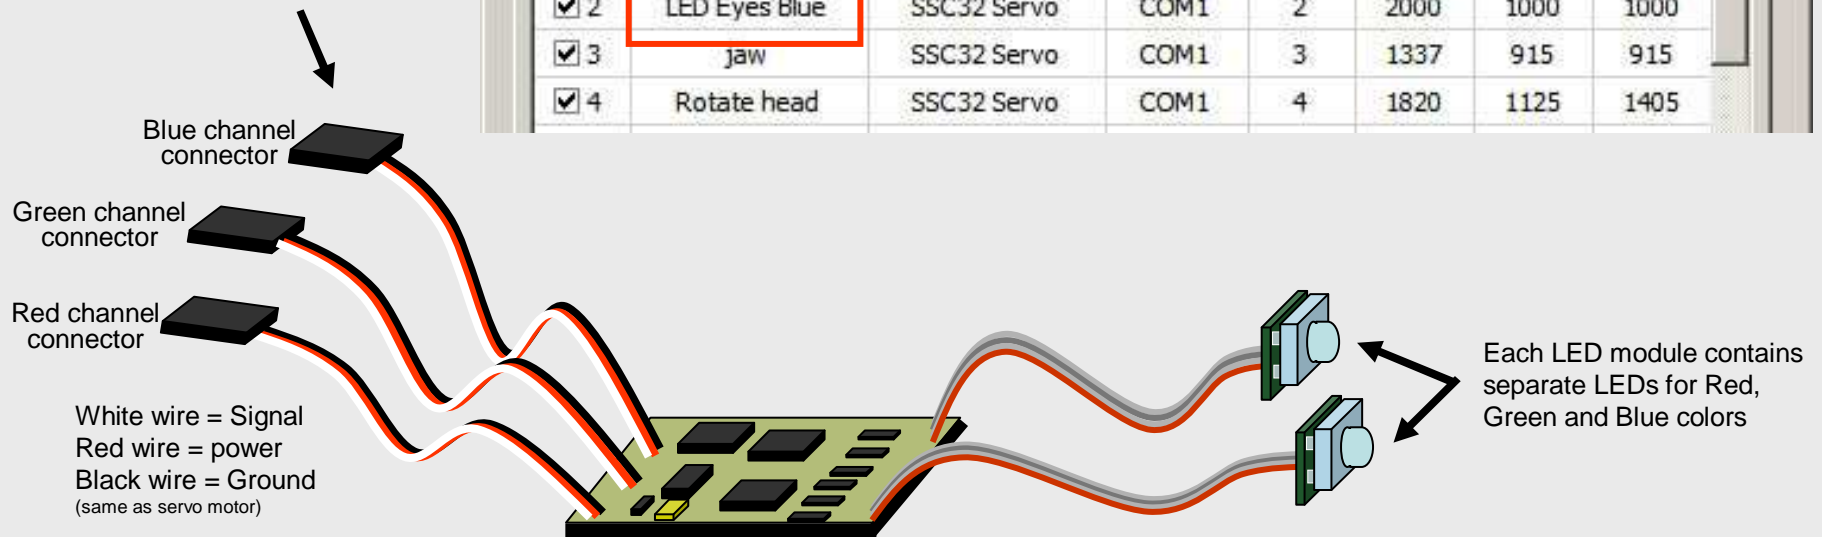 2 LED Eyes Blue SSC32 Servo COM1 2 2000 1000 1000
3 jaw SSC32 Servo COM1 3 1337 915 915
4 Rotate head SSC32 Servo COM1 4 1820 1125 1405
Blue channel
connector
Green channel
connector
Red channel
connector
White wire = Signal
Red wire = power
Black wire = Ground
(same as servo motor)
Each LED module contains
separate LEDs for Red,
Green and Blue colors